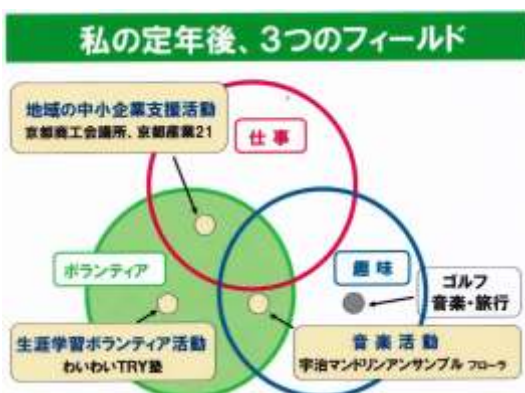 私の定年後、3つのフィールド
地域の中小企業支援活動
京都商工会議所、京都産業21
仕事
ボランティア
趣味
ゴルフ
音楽・旅行
生涯学習ボランティア活動
わいわいTRY塾
音楽活動
宇治マンドリンアンサンブル フローラ